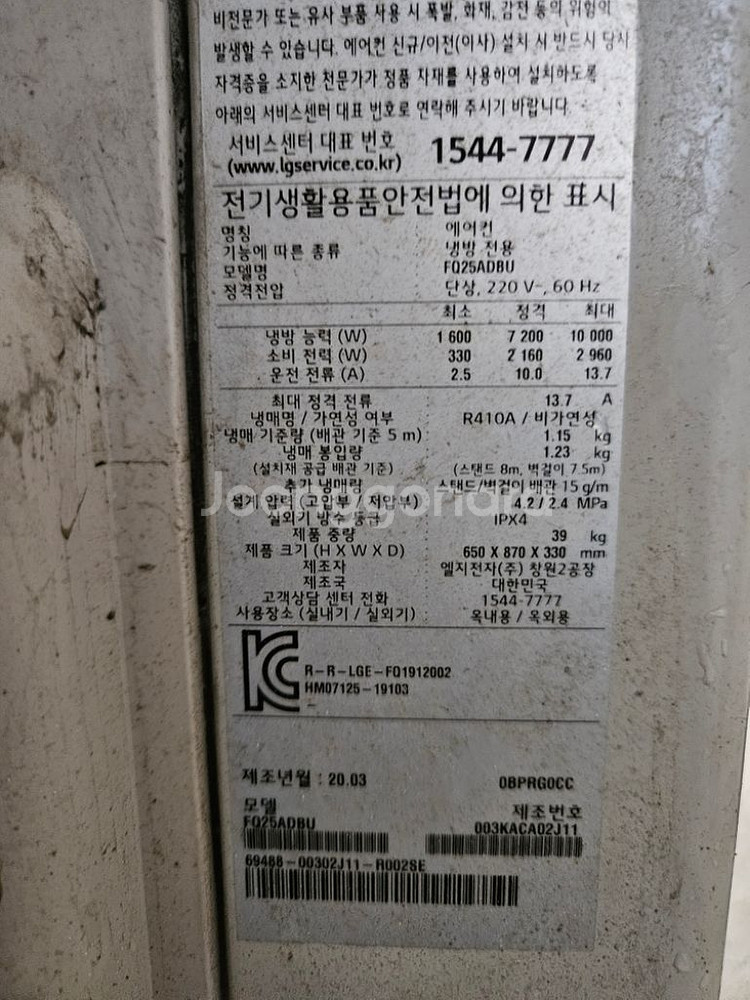 비전문가 또는 유사 부품 사용 시 폭발, 화재, 감전 등의 위험이
발생할 수 있습니다. 에어컨 신규/이전(이사) 설치 시 반드시 당사
자격증을 소지한 전문가가 정품 자재를 사용하여 설치하도록
아래의 서비스센터 대표 번호로 연락해 주시기 바랍니다.
서비스센터 대표 번호 1544-7777
(www.lgservice.co.kr)
전기생활용품안전법에 의한 표시
명칭 : 에어컨
기능에 따른 종류 : 냉방 전용
모델명 : FQ25ADBU
정격전압 : 단상, 220 V~, 60 Hz
최소 정격 최대
냉방 능력 (W) 1 600 7 200 10 000
소비 전력 (W) 330 2 160 2 960
운전 전류 (A) 2.5 10.0 13.7
최대 정격 전류 : 13.7 A
냉매명 / 가연성 여부 : R410A / 비가연성
냉매 기준량 (배관 기준 5 m) : 1.15 kg
냉매 봉입량 : 1.23 kg
(설치재 공급 배관 기준) (스탠드 8m, 벽걸이 7.5m)
추가 냉매량 : 스탠드/벽걸이 배관 15 g/m
설계 압력 (고압부 / 저압부) : 4.2 / 2.4 MPa
실외기 방수 등급 : IPX4
제품 중량 : 39 kg
제품 크기 (H X W X D) : 650 X 870 X 330 mm
제조자 : 엘지전자(주) 창원2공장
제조국 : 대한민국
고객상담 센터 전화 : 1544-7777
사용장소 (실내기 / 실외기) : 옥내용 / 옥외용
R-R-LGE-FQ1912002
HM07125-19103
-
제조년월 : 20.03 0BPRG0CC
모델 제조번호
FQ25ADBU 003KACA02J11
69488-00302J11-R002SE